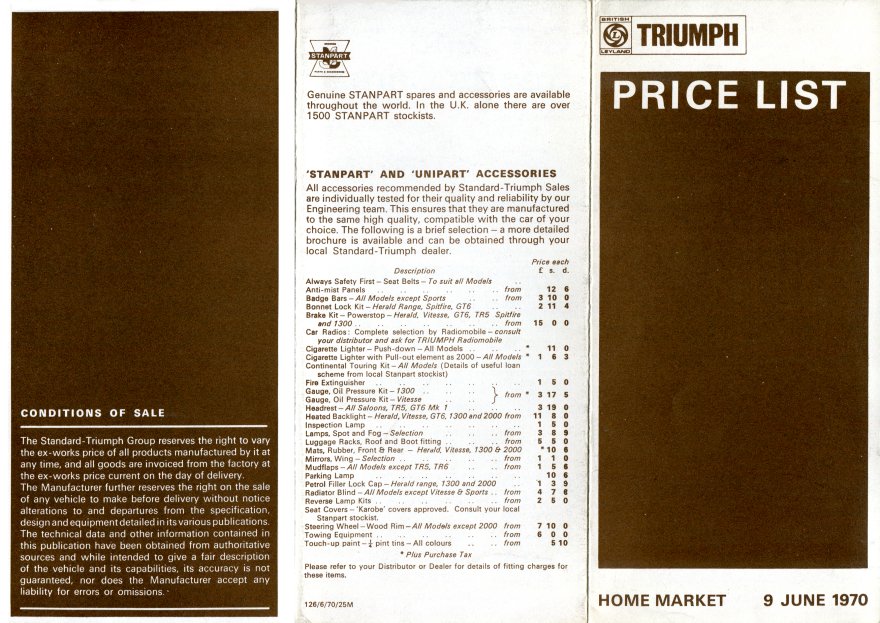 CONDITIONS OF SALE
The Standard-Triumph Group reserves the right to vary
the ex-works price of all products manufactured by it at
any time, and all goods are invoiced from the factory at
the ex-works price current on the day of delivery.
The Manufacturer further reserves the right on the sale
of any vehicle to make before delivery without notice
alterations to and departures from the specification,
design and equipment detailed in its various publications.
The technical data and other information contained in
this publication have been obtained from authoritative
sources and while intended to give a fair description
of the vehicle and its capabilities, its accuracy is not
guaranteed, nor does the Manufacturer accept any
liability for errors or omissions.
STANPART
Genuine STANPART spares and accessories are available
throughout the world. In the U.K. alone there are over
1500 STANPART stockists.
'STANPART' AND 'UNIPART' ACCESSORIES
All accessories recommended by Standard-Triumph Sales
are individually tested for their quality and reliability by our
Engineering team. This ensures that they are manufactured
to the same high quality, compatible with the car of your
choice. The following is a brief selection – a more detailed
brochure is available and can be obtained through your
local Standard-Triumph dealer.
Price each
Description £ s. d.
Always Safety First – Seat Belts – To suit all Models ..
Anti-mist Panels .. .. .. .. .. from 12 6
Badge Bars – All Models except Sports .. .. from 3 10 0
Bonnet Lock Kit – Herald Range, Spitfire, GT6 .. 2 11 4
Brake Kit – Powerstop – Herald, Vitesse, GT6, TR5 Spitfire
and 1300 .. .. .. .. .. .. from 15 0 0
Car Radios: Complete selection by Radiomobile – consult
your distributor and ask for TRIUMPH Radiomobile
Cigarette Lighter – Push-down – All Models .. .. * 11 0
Cigarette Lighter with Pull-out element as 2000 – All Models * 1 6 3
Continental Touring Kit – All Models (Details of useful loan
scheme from local Stanpart stockist)
Fire Extinguisher .. .. .. .. .. .. 1 5 0
Gauge, Oil Pressure Kit – 1300 .. .. .. } from * 3 17 5
Gauge, Oil Pressure Kit – Vitesse .. ..
Headrest – All Saloons, TR5, GT6 Mk 1 .. .. 3 19 0
Heated Backlight – Herald, Vitesse, GT6, 1300 and 2000 from 11 8 0
Inspection Lamp .. .. .. .. .. .. 1 5 0
Lamps, Spot and Fog – Selection .. .. .. from 3 8 9
Luggage Racks, Roof and Boot fitting .. .. from 5 5 0
Mats, Rubber, Front & Rear – Herald, Vitesse, 1300 & 2000 *10 6
Mirrors, Wing – Selection .. .. .. .. from 1 1 0
Mudflaps – All Models except TR5, TR6 .. .. from 1 5 6
Parking Lamp .. .. .. .. .. .. 10 6
Petrol Filler Lock Cap – Herald range, 1300 and 2000 .. 1 3 9
Radiator Blind – All Models except Vitesse & Sports .. from 4 7 6
Reverse Lamp Kits .. .. .. .. .. from 2 5 0
Seat Covers – 'Karobe' covers approved. Consult your local
Stanpart stockist.
Steering Wheel – Wood Rim – All Models except 2000 from 7 10 0
Towing Equipment .. .. .. .. .. from 6 0 0
Touch-up paint – ¼ pint tins – All colours .. from 5 10
* Plus Purchase Tax
Please refer to your Distributor or Dealer for details of fitting charges for
these items.
126/6/70/25M
BRITISH
LEYLAND
TRIUMPH
PRICE LIST
HOME MARKET 9 JUNE 1970